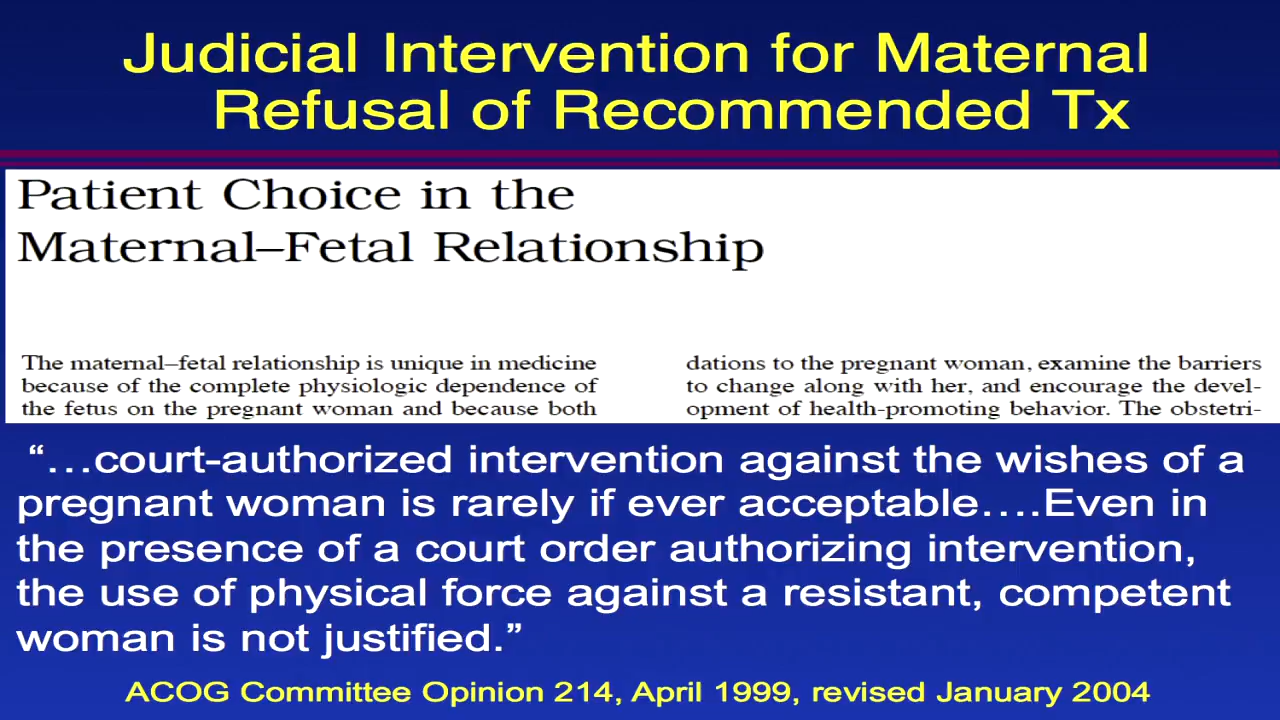 Judicial Intervention for Maternal
Refusal of Recommended Tx
Patient Choice in the
Maternal–Fetal Relationship
The maternal–fetal relationship is unique in medicine
because of the complete physiologic dependence of
the fetus on the pregnant woman and because both
dations to the pregnant woman, examine the barriers
to change along with her, and encourage the devel-
opment of health-promoting behavior. The obstetri-
“…court-authorized intervention against the wishes of a
pregnant woman is rarely if ever acceptable….Even in
the presence of a court order authorizing intervention,
the use of physical force against a resistant, competent
woman is not justified.”
ACOG Committee Opinion 214, April 1999, revised January 2004